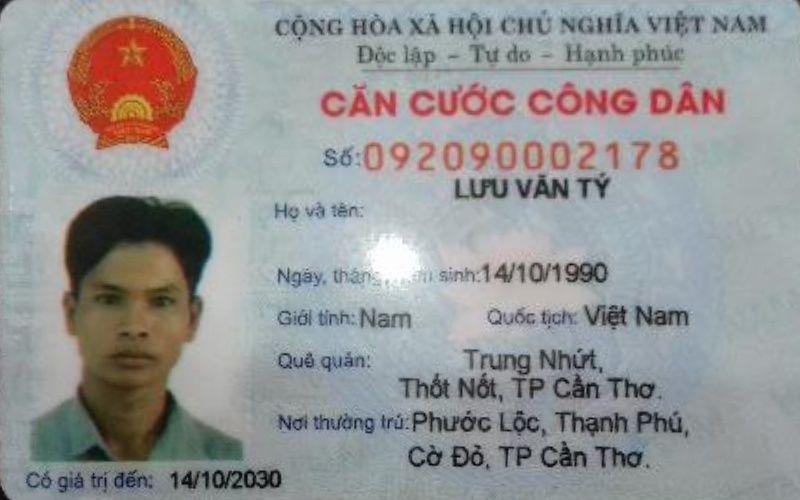 CỘNG HÒA XÃ HỘI CHỦ NGHĨA VIỆT NAM
Độc lập - Tự do - Hạnh phúc
CĂN CƯỚC CÔNG DÂN
Số: 092090002178
LƯU VĂN TÝ
Họ và tên:
Ngày, tháng sinh: 14/10/1990
Giới tính: Nam Quốc tịch: Việt Nam
Quê quán: Trung Nhứt,
Thốt Nốt, TP Cần Thơ.
Nơi thường trú: Phước Lộc, Thạnh Phú,
Cờ Đỏ, TP Cần Thơ.
Có giá trị đến: 14/10/2030